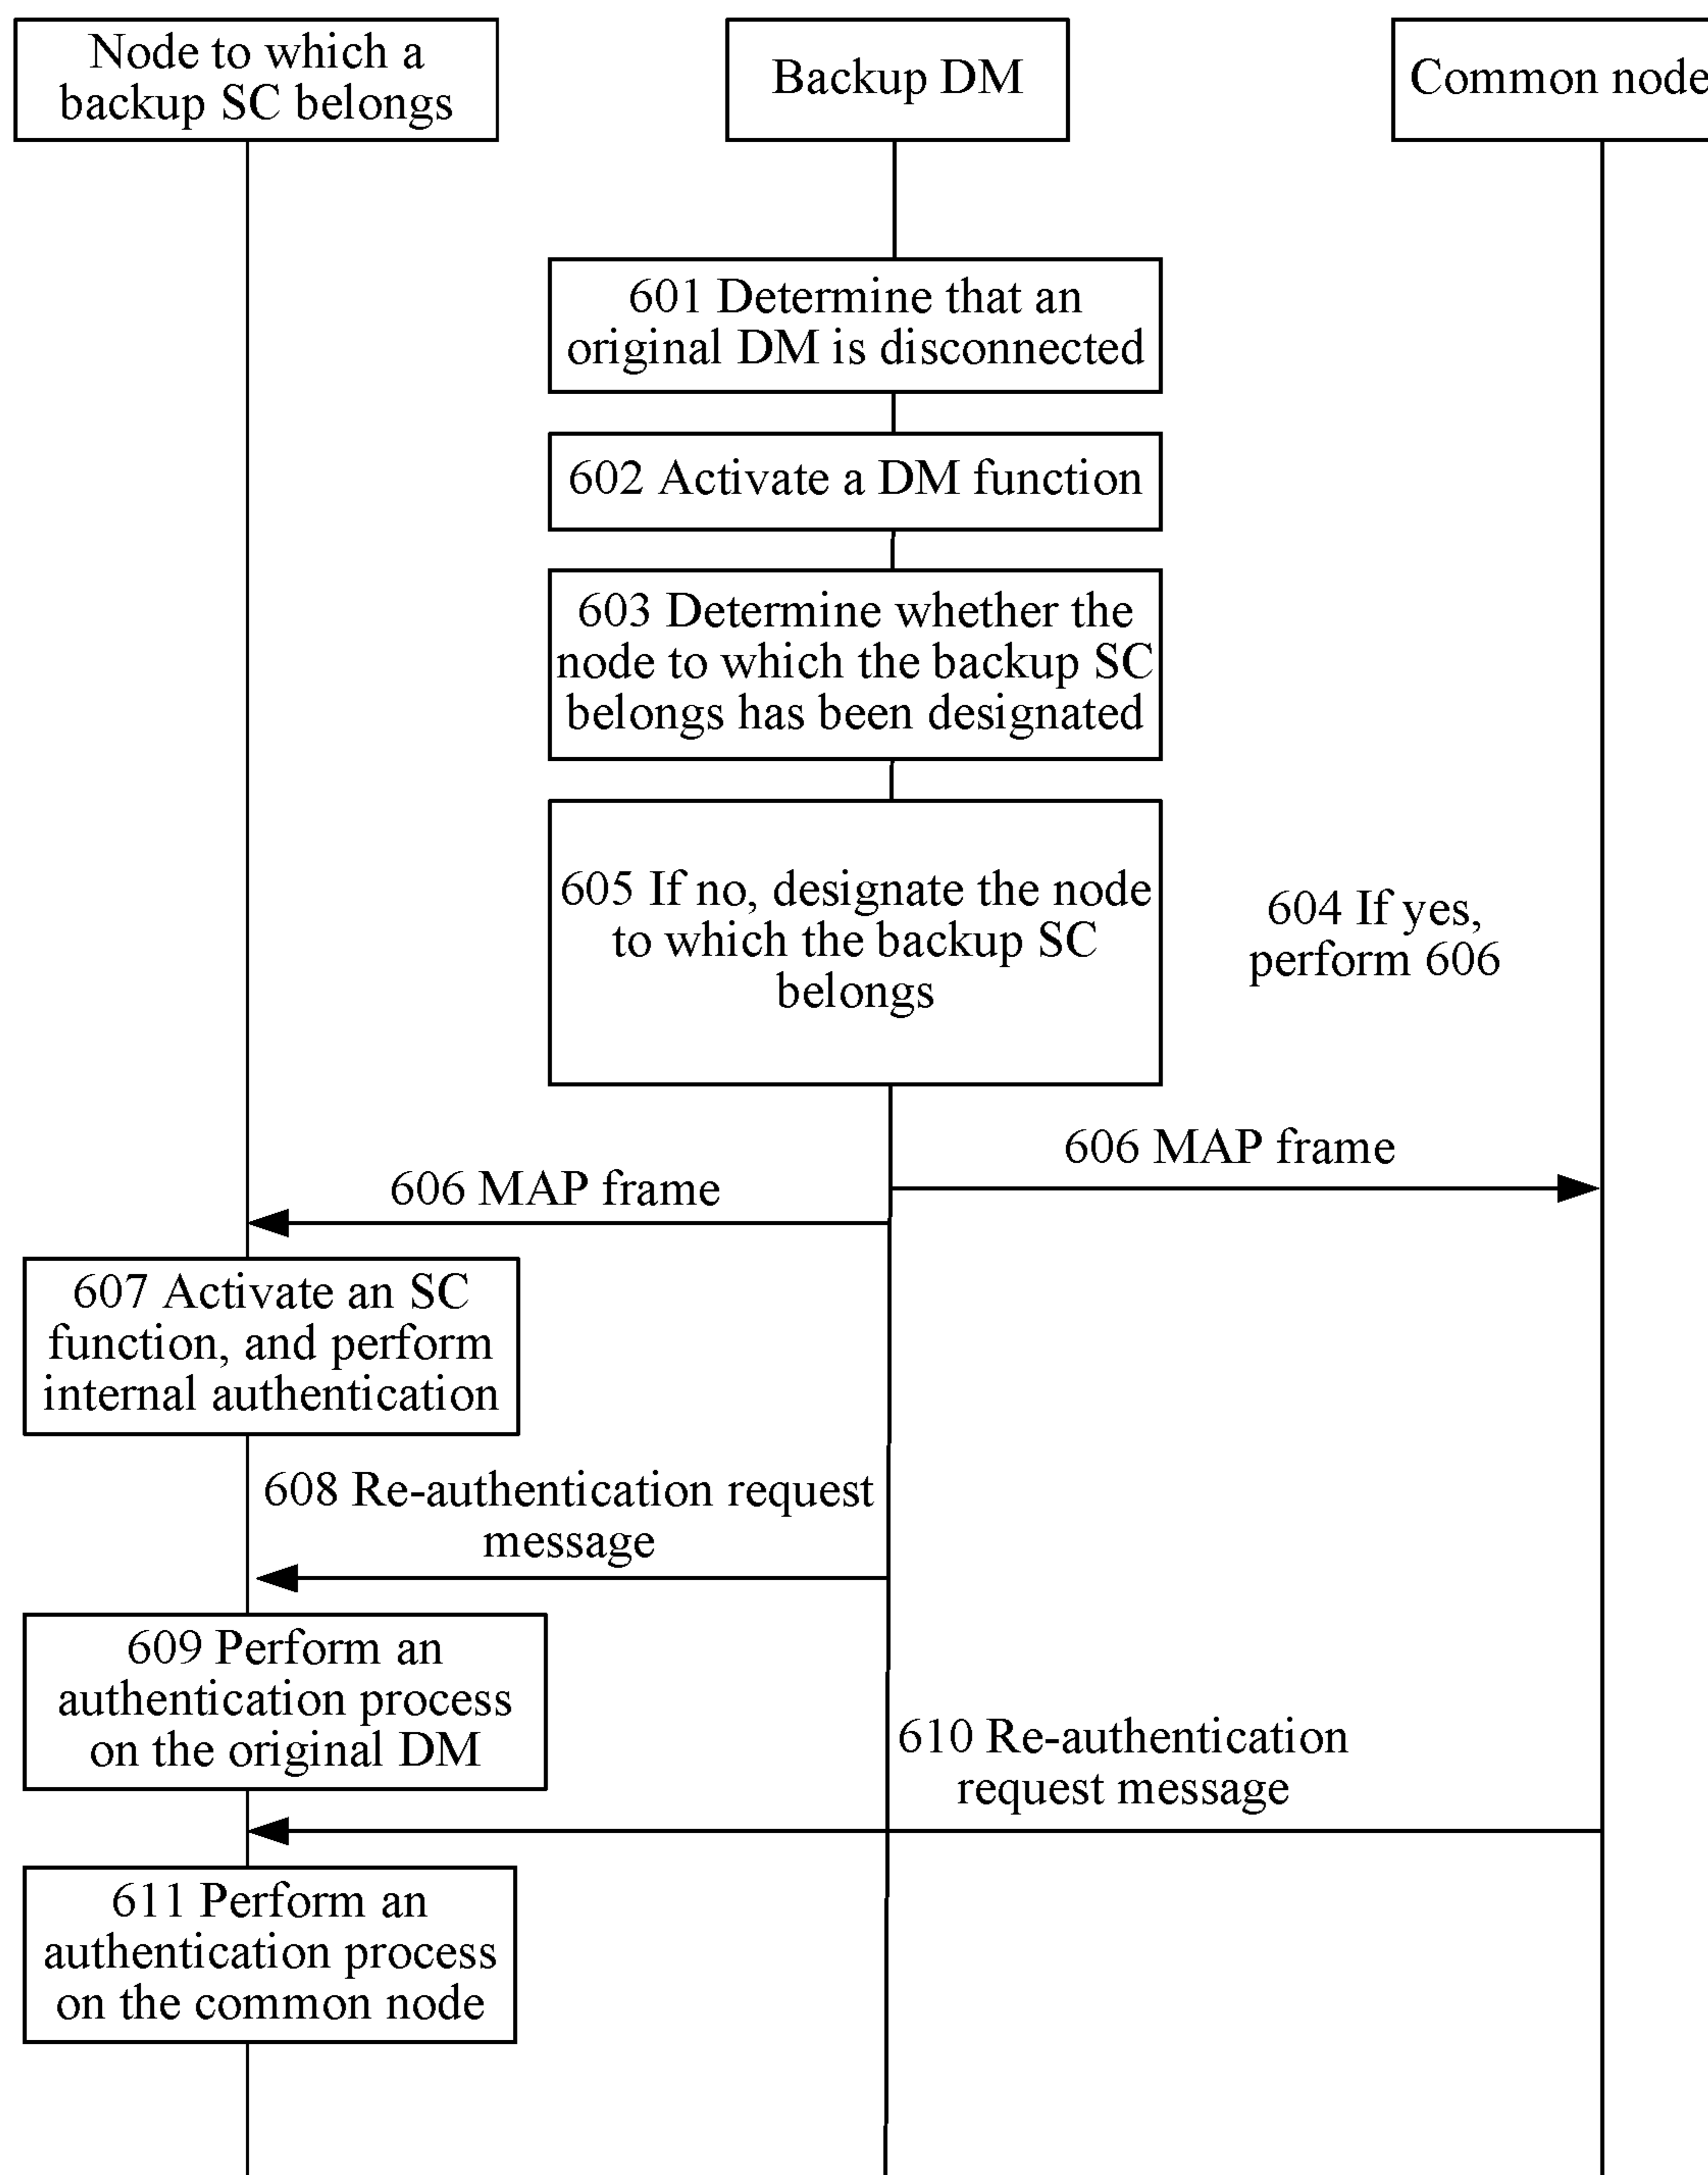 Node to which a
backup SC belongs
Backup DM
Common node
601 Determine that an
original DM is disconnected
602 Activate a DM function
603 Determine whether the
node to which the backup SC
belongs has been designated
605 If no, designate the node
to which the backup SC
belongs
604 If yes,
perform 606
606 MAP frame
606 MAP frame
607 Activate an SC
function, and perform
internal authentication
608 Re-authentication request
message
609 Perform an
authentication process
on the original DM
610 Re-authentication
request message
611 Perform an
authentication process
on the common node